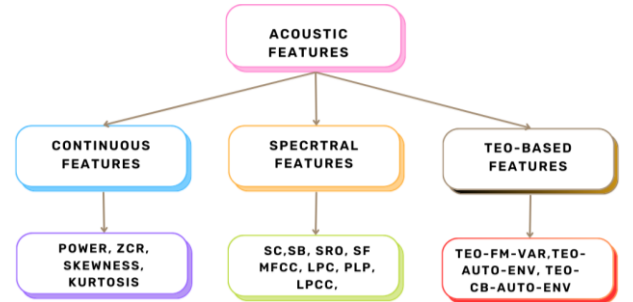 ACOUSTIC
FEATURES
CONTINUOUS
FEATURES
SPECRTRAL
FEATURES
TEO-BASED
FEATURES
POWER, ZCR,
SKEWNESS,
KURTOSIS
SC,SB, SRO, SF
MFCC, LPC, PLP,
LPCC,
TEO-FM-VAR,TEO-
AUTO-ENV, TEO-
CB-AUTO-ENV